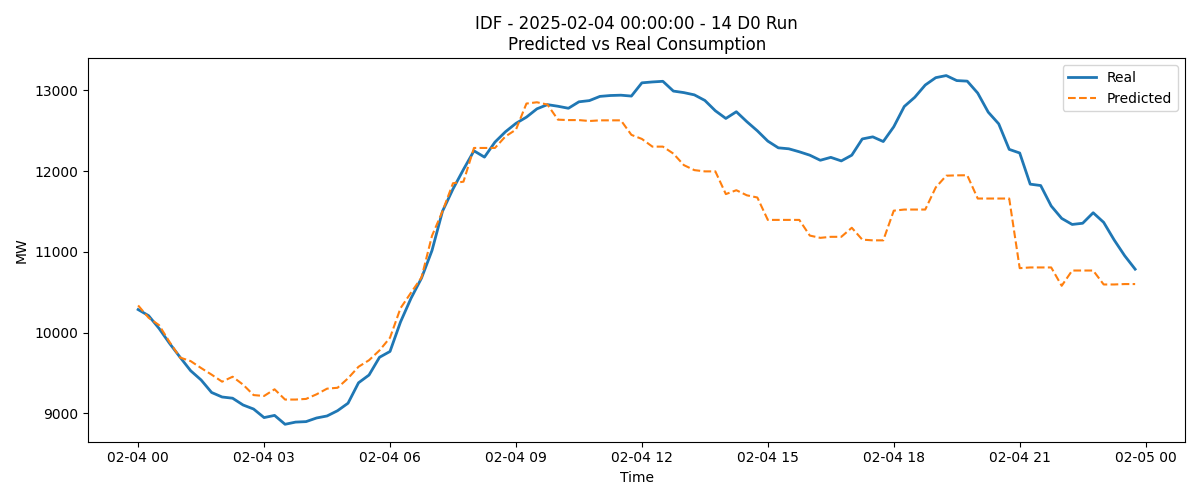 IDF - 2025-02-04 00:00:00 - 14 D0 Run
Predicted vs Real Consumption
Real
Predicted
MW
13000
12000
11000
10000
9000
02-04 00
02-04 03
02-04 06
02-04 09
02-04 12
02-04 15
02-04 18
02-04 21
02-05 00
Time